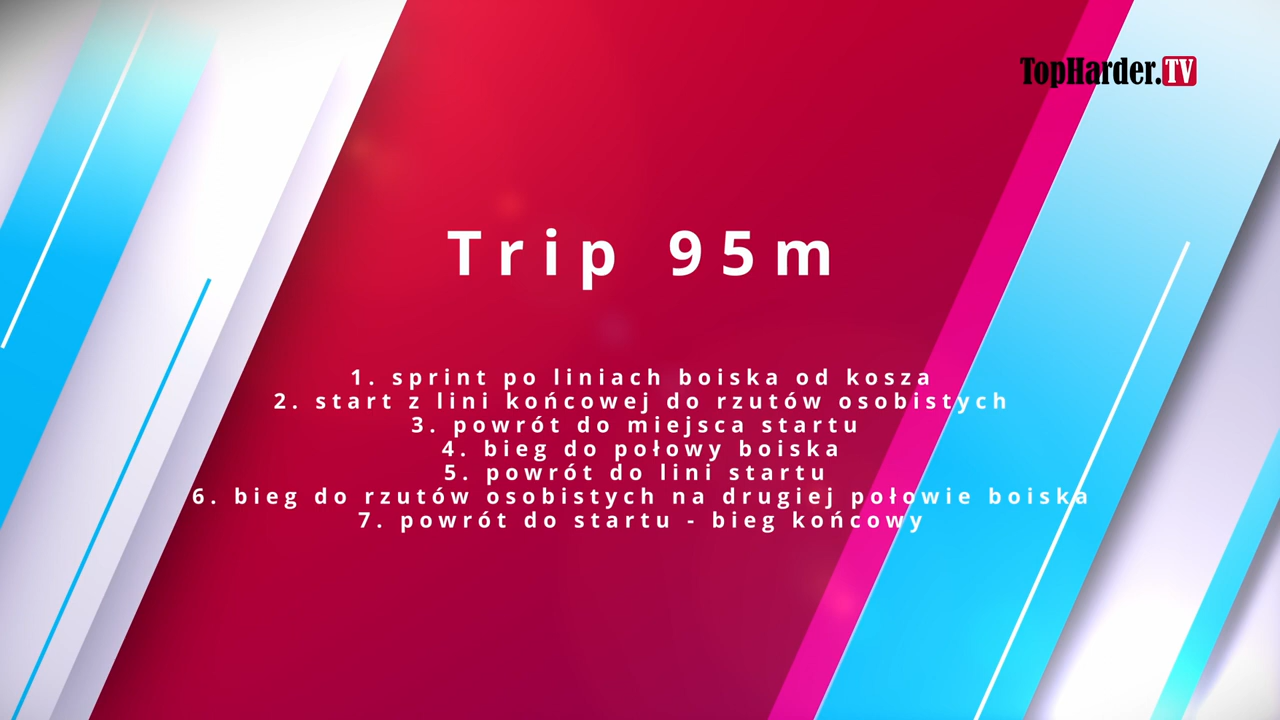 TopHarder.TV
Trip 95m
1. sprint po liniach boiska od kosza
2. start z lini końcowej do rzutów osobistych
3. powrót do miejsca startu
4. bieg do połowy boiska
5. powrót do lini startu
6. bieg do rzutów osobistych na drugiej połowie boiska
7. powrót do startu - bieg końcowy